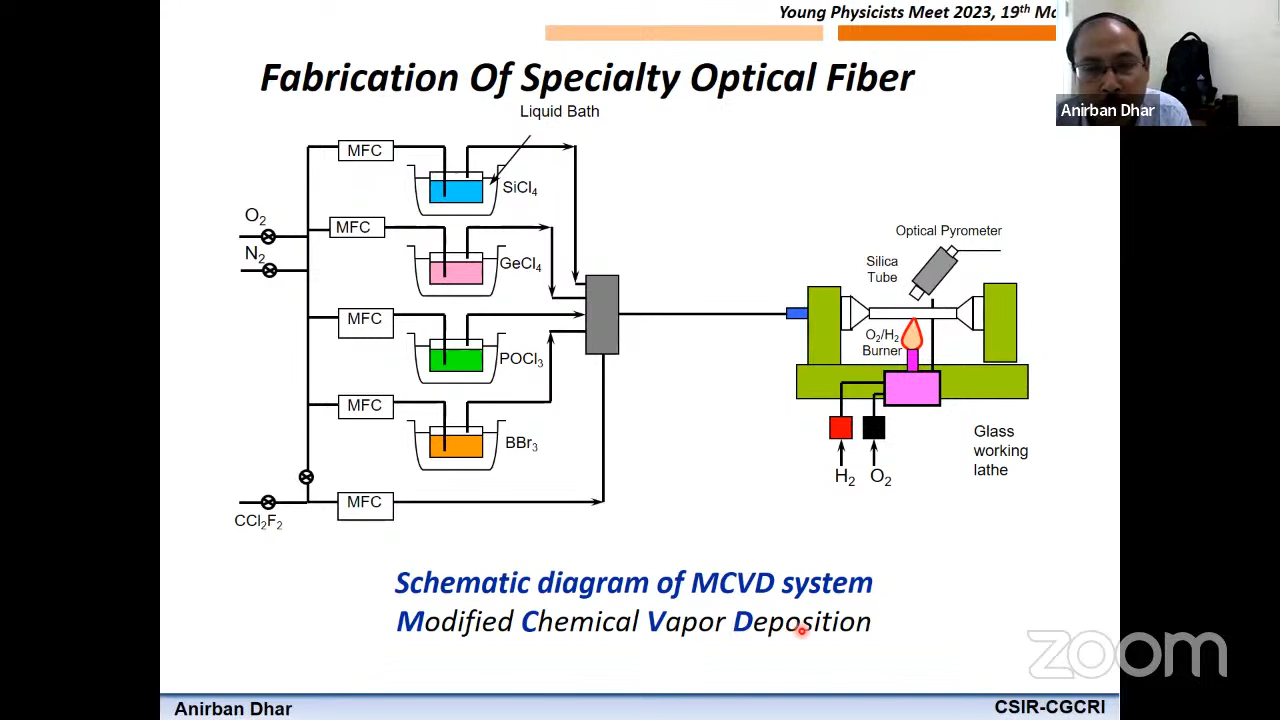 Young Physicists Meet 2023, 19th Ma
Fabrication Of Specialty Optical Fiber
Anirban Dhar
Liquid Bath
MFC
SiCl4
O2
MFC
N2
GeCl4
Optical Pyrometer
Silica
Tube
MFC
POCl3
O2/H2
Burner
MFC
BBr3
Glass
working
lathe
H2
O2
MFC
CCl2F2
Schematic diagram of MCVD system
Modified Chemical Vapor Deposition
zoom
Anirban Dhar
CSIR-CGCRI